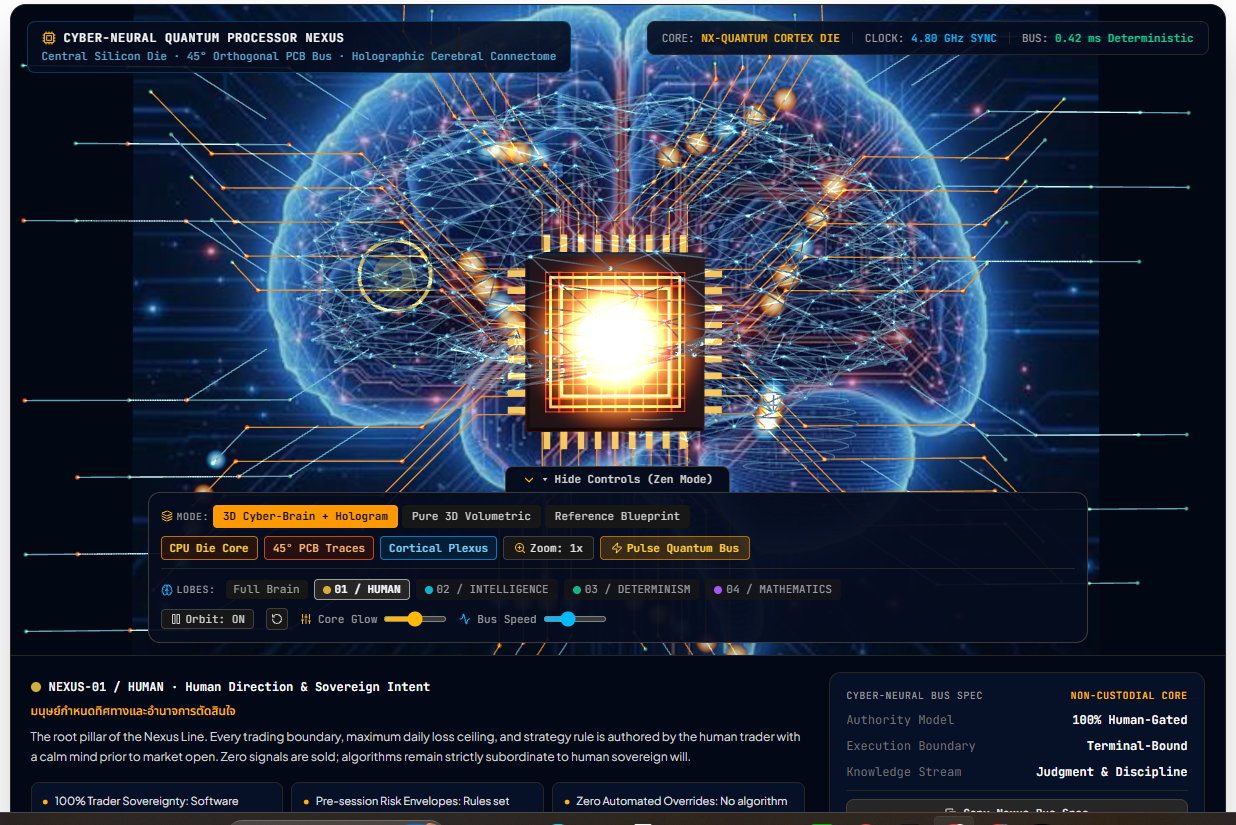 CYBER-NEURAL QUANTUM PROCESSOR NEXUS
Central Silicon Die · 45° Orthogonal PCB Bus · Holographic Cerebral Connectome
CORE: NX-QUANTUM CORTEX DIE | CLOCK: 4.80 GHz SYNC | BUS: 0.42 ms Deterministic
Hide Controls (Zen Mode)
MODE: 3D Cyber-Brain + Hologram Pure 3D Volumetric Reference Blueprint
CPU Die Core 45° PCB Traces Cortical Plexus Zoom: 1x Pulse Quantum Bus
LOBES: Full Brain 01 / HUMAN 02 / INTELLIGENCE 03 / DETERMINISM 04 / MATHEMATICS
Orbit: ON Core Glow Bus Speed
NEXUS-01 / HUMAN · Human Direction & Sovereign Intent
มนุษย์กำหนดทิศทางและอำนาจการตัดสินใจ
The root pillar of the Nexus Line. Every trading boundary, maximum daily loss ceiling, and strategy rule is authored by the human trader with
a calm mind prior to market open. Zero signals are sold; algorithms remain strictly subordinate to human sovereign will.
100% Trader Sovereignty: Software
Pre-session Risk Envelopes: Rules set
Zero Automated Overrides: No algorithm
CYBER-NEURAL BUS SPEC NON-CUSTODIAL CORE
Authority Model 100% Human-Gated
Execution Boundary Terminal-Bound
Knowledge Stream Judgment & Discipline